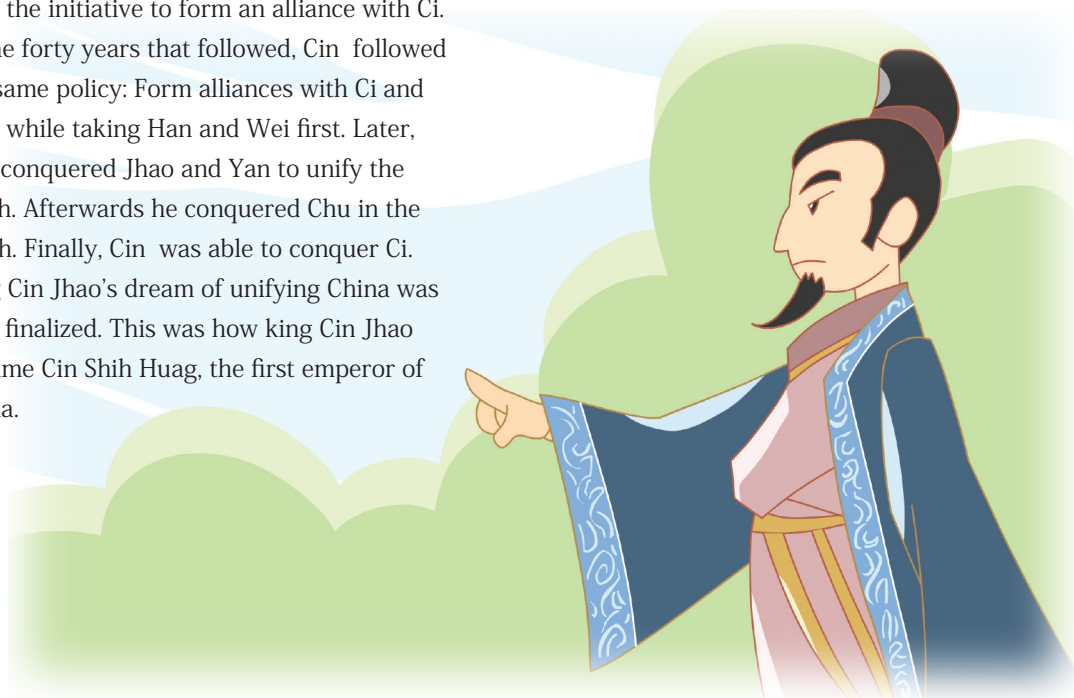 the initiative to form an alliance with Ci.
forty years that followed, Cin followed
same policy: Form alliances with Ci and
while taking Han and Wei first. Later,
conquered Jhao and Yan to unify the
Afterwards he conquered Chu in the
Finally, Cin was able to conquer Ci.
Cin Jhao’s dream of unifying China was
finalized. This was how king Cin Jhao
Cin Shih Huag, the first emperor of